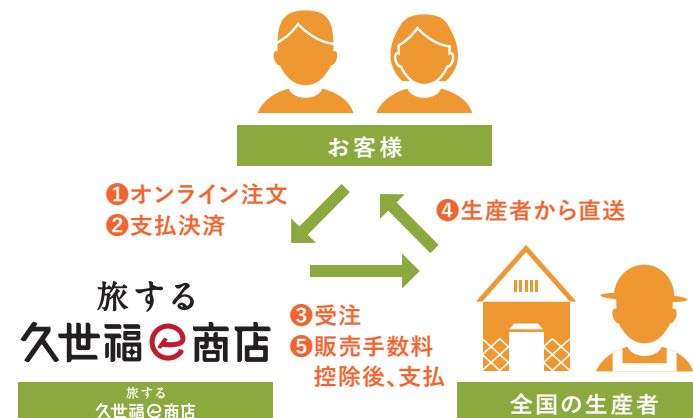 お客様
❶オンライン注文
❷支払決済
❹生産者から直送
旅する
久世福e商店
❸受注
❺販売手数料
控除後、支払
旅する
久世福e商店
全国の生産者